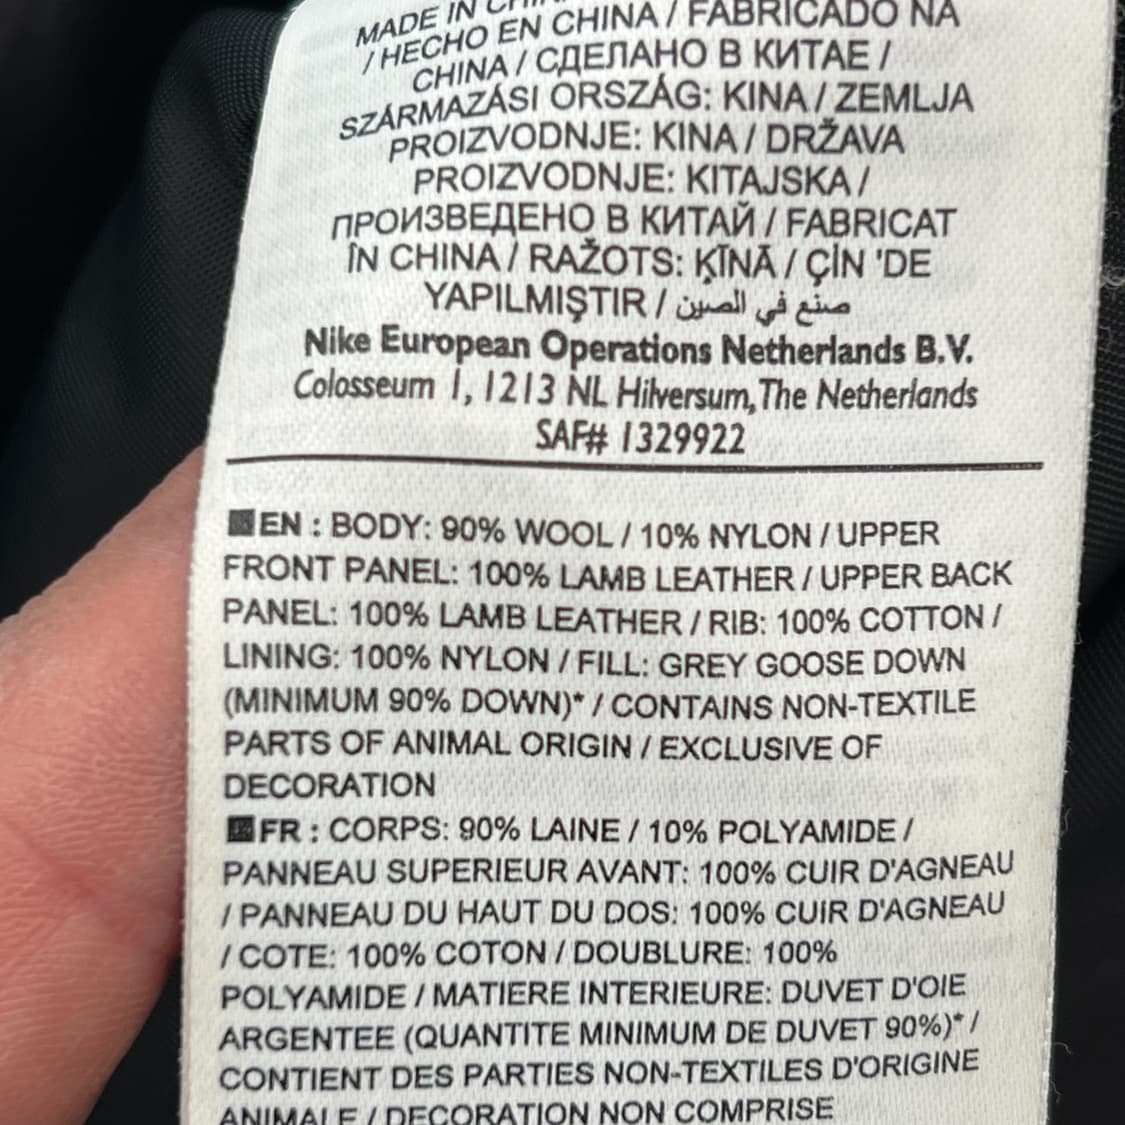 MADE IN CHIN
/ HECHO EN CHINA / FABRICADO NA
CHINA / СДЕЛАНО В КИТАЕ /
SZÁRMAZÁSI ORSZÁG: KINA / ZEMLJA
PROIZVODNJE: KINA / DRŽAVA
PROIZVODNJE: KITAJSKA /
ПРОИЗВЕДЕНО В КИТАЙ / FABRICAT
ÎN CHINA / RAŽOTS: ĶĪNĀ / ÇİN 'DE
YAPILMIŞTIR / صنع في الصين
Nike European Operations Netherlands B.V.
Colosseum 1, 1213 NL Hilversum, The Netherlands
SAF# 1329922
EN : BODY: 90% WOOL / 10% NYLON / UPPER
FRONT PANEL: 100% LAMB LEATHER / UPPER BACK
PANEL: 100% LAMB LEATHER / RIB: 100% COTTON /
LINING: 100% NYLON / FILL: GREY GOOSE DOWN
(MINIMUM 90% DOWN)* / CONTAINS NON-TEXTILE
PARTS OF ANIMAL ORIGIN / EXCLUSIVE OF
DECORATION
FR : CORPS: 90% LAINE / 10% POLYAMIDE /
PANNEAU SUPERIEUR AVANT: 100% CUIR D'AGNEAU
/ PANNEAU DU HAUT DU DOS: 100% CUIR D'AGNEAU
/ COTE: 100% COTON / DOUBLURE: 100%
POLYAMIDE / MATIERE INTERIEURE: DUVET D'OIE
ARGENTEE (QUANTITE MINIMUM DE DUVET 90%)* /
CONTIENT DES PARTIES NON-TEXTILES D'ORIGINE
ANIMALE / DECORATION NON COMPRISE